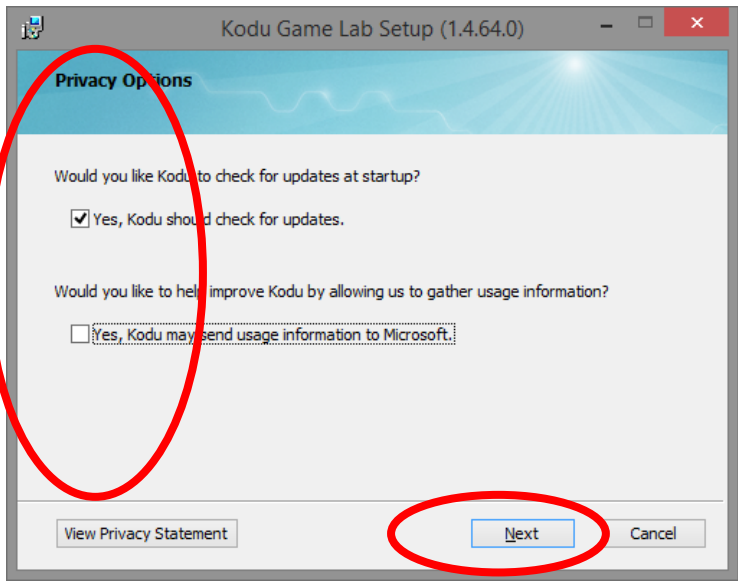 Kodu Game Lab Setup (1.4.64.0)
Privacy Options
Would you like Kodu to check for updates at startup?
Yes, Kodu should check for updates.
Would you like to help improve Kodu by allowing us to gather usage information?
Yes, Kodu may send usage information to Microsoft.
View Privacy Statement
Next
Cancel